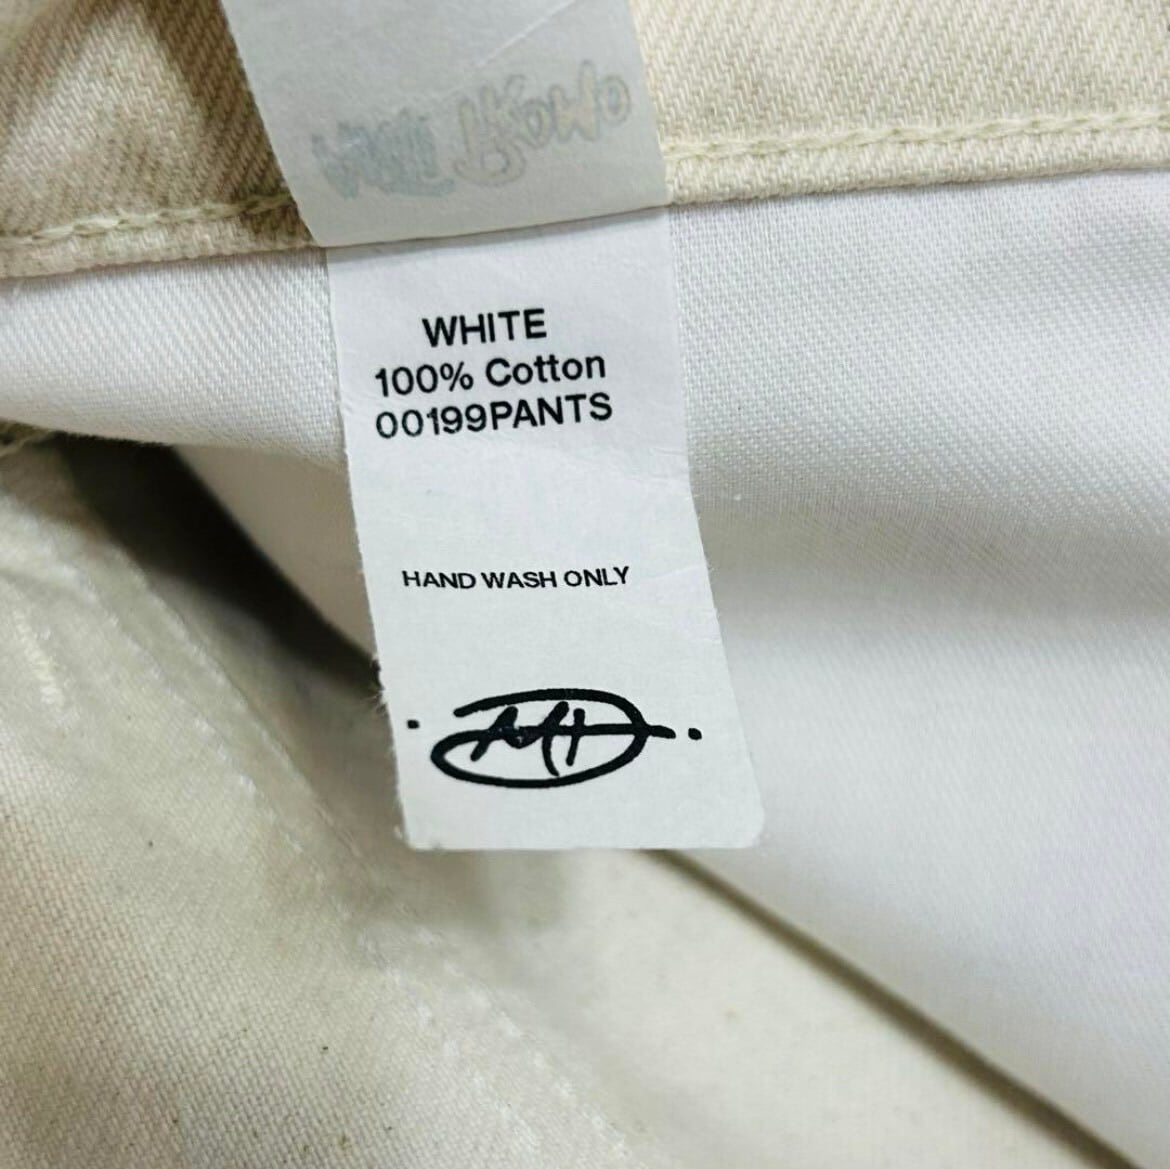 WHITE
100% Cotton
00199PANTS
HAND WASH ONLY